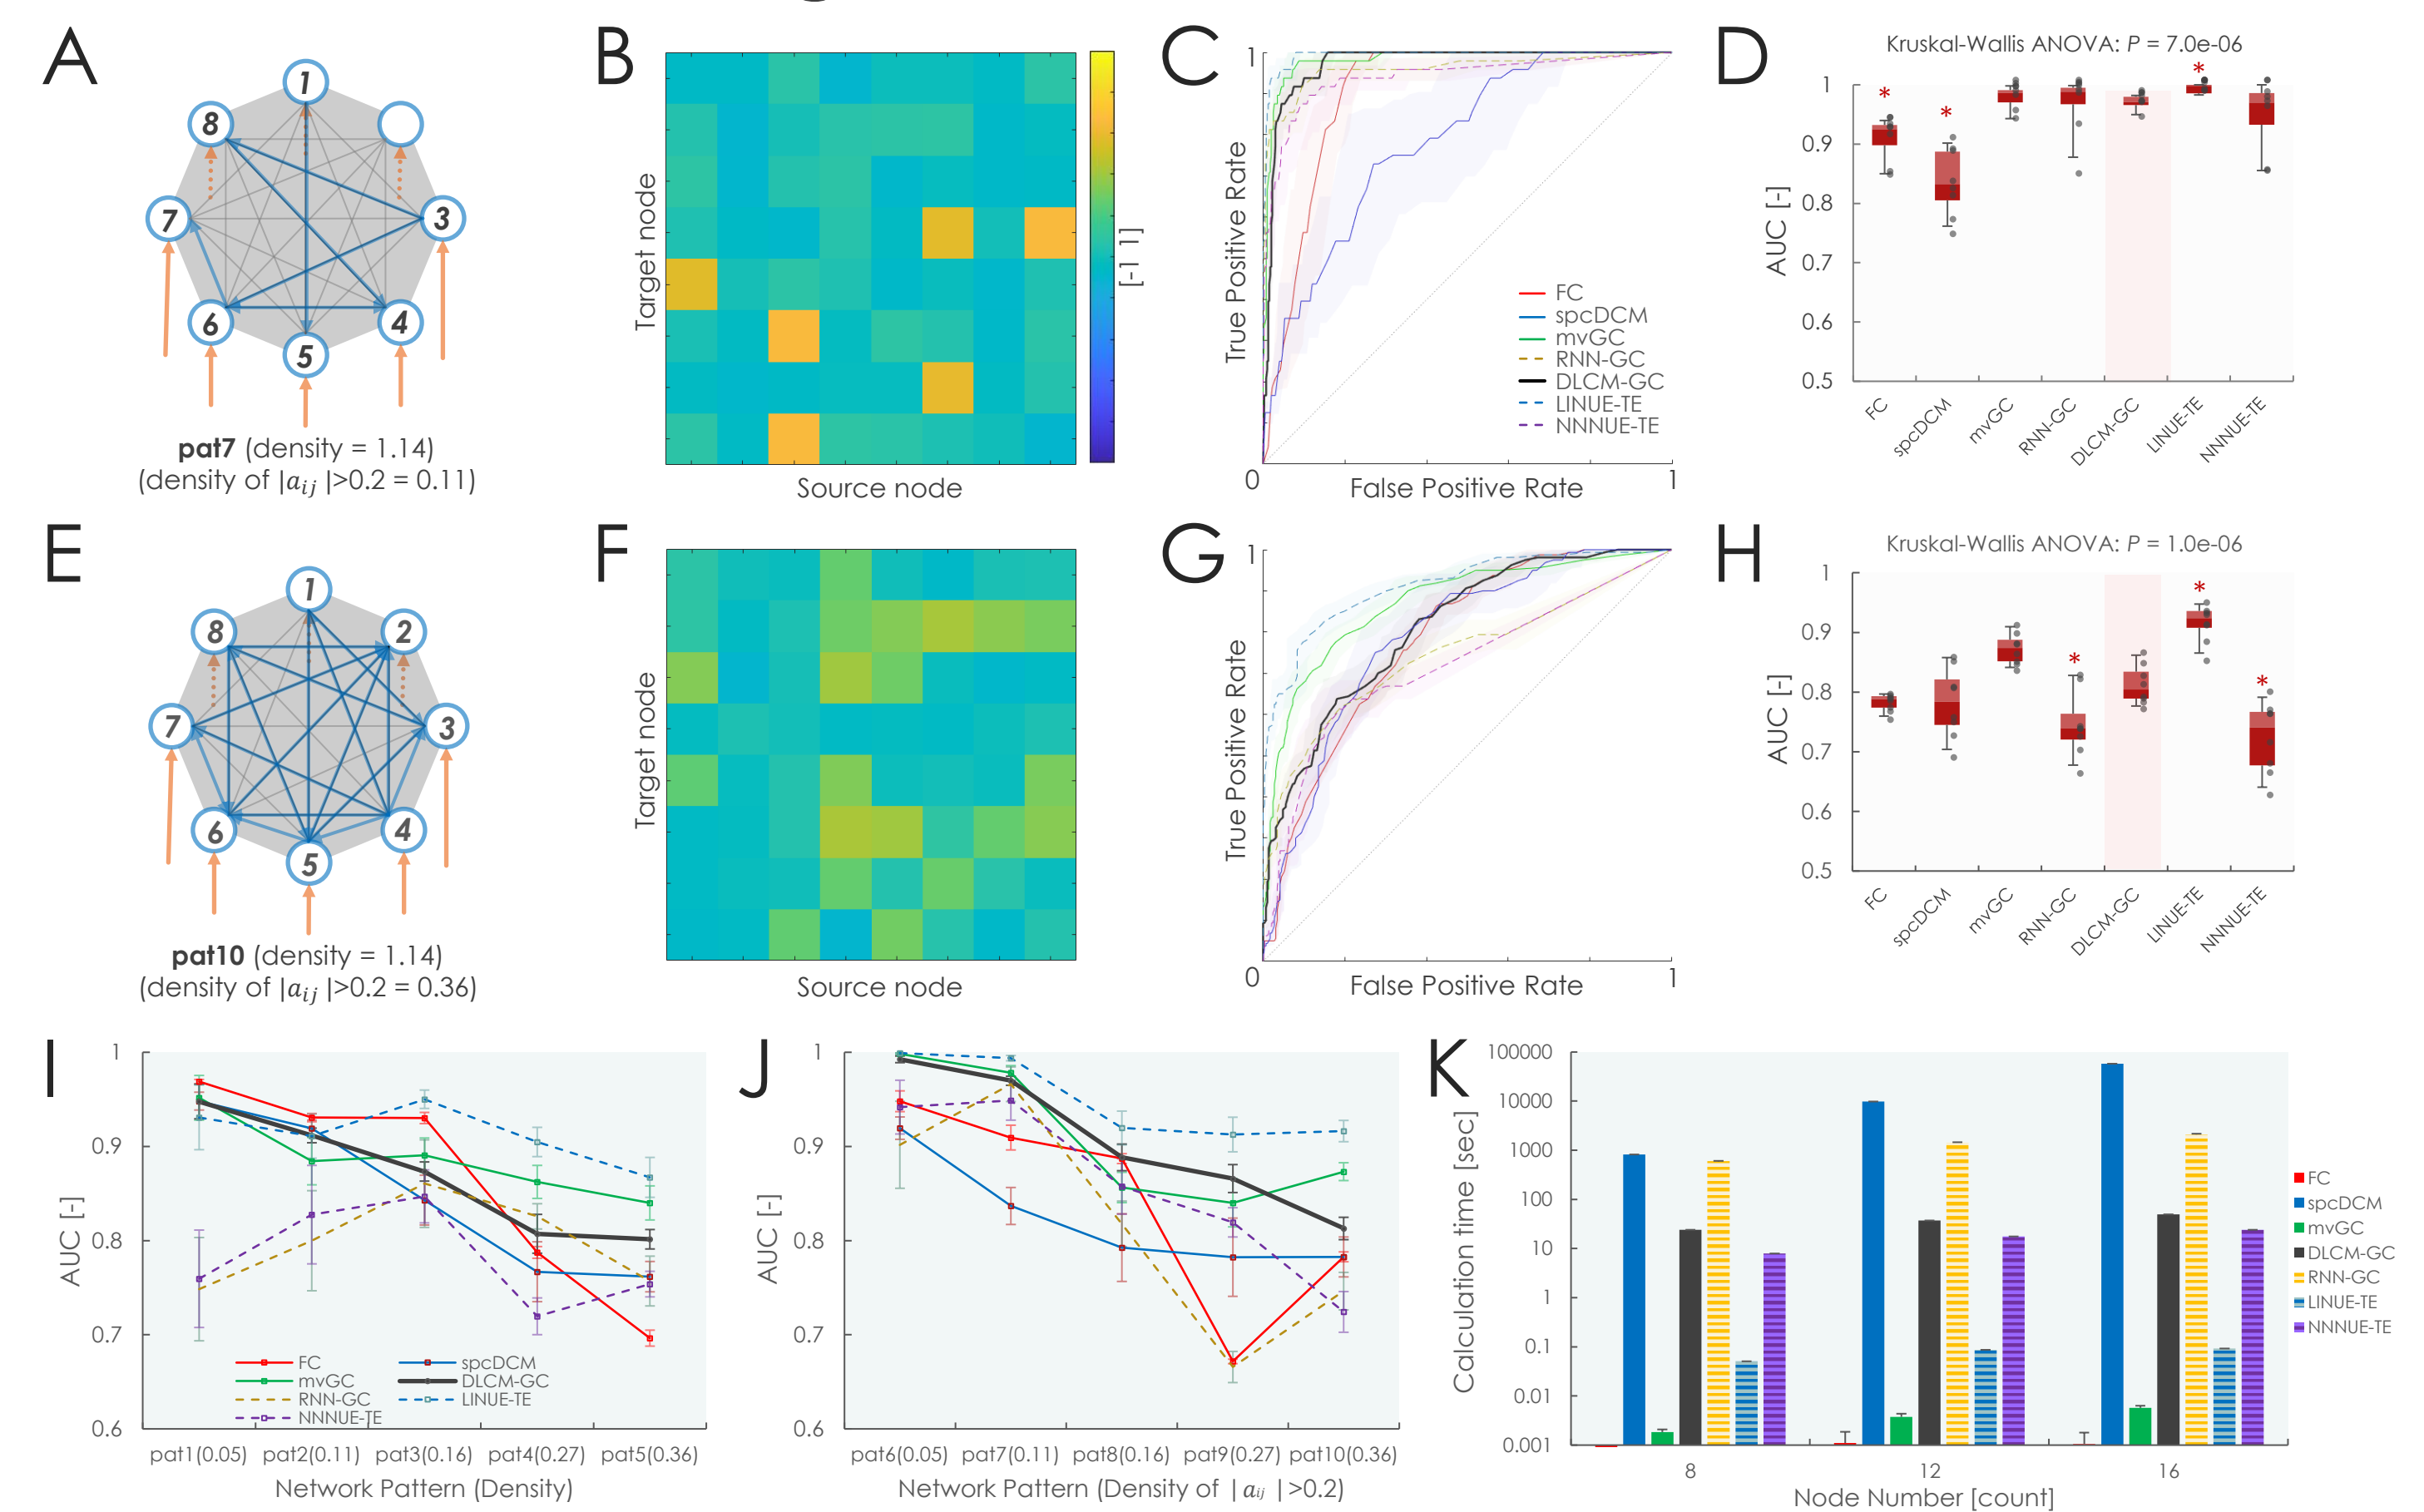 A
1
8
7
3
6
4
5
pat7 (density = 1.14)
(density of |aij |>0.2 = 0.11)
B
Target node
Source node
[-1 1]
C
1
True Positive Rate
FC
spcDCM
mvGC
RNN-GC
DLCM-GC
LINUE-TE
NNNUE-TE
0
False Positive Rate
1
D
Kruskal-Wallis ANOVA: P = 7.0e-06
AUC [-]
1
0.9
0.8
0.7
0.6
0.5
* * *
FC
spcDCM
mvGC
RNN-GC
DLCM-GC
LINUE-TE
NNNUE-TE
E
1
8
2
7
3
6
4
5
pat10 (density = 1.14)
(density of |aij |>0.2 = 0.36)
F
Target node
Source node
G
1
True Positive Rate
0
False Positive Rate
1
H
Kruskal-Wallis ANOVA: P = 1.0e-06
AUC [-]
1
0.9
0.8
0.7
0.6
0.5
* * *
FC
spcDCM
mvGC
RNN-GC
DLCM-GC
LINUE-TE
NNNUE-TE
I
AUC [-]
1
0.9
0.8
0.7
0.6
FC
spcDCM
mvGC
DLCM-GC
RNN-GC
LINUE-TE
NNNUE-TE
pat1(0.05) pat2(0.11) pat3(0.16) pat4(0.27) pat5(0.36)
Network Pattern (Density)
J
AUC [-]
1
0.9
0.8
0.7
0.6
pat6(0.05) pat7(0.11) pat8(0.16) pat9(0.27) pat10(0.36)
Network Pattern (Density of |aij |>0.2)
K
Calculation time [sec]
100000
10000
1000
100
10
1
0.1
0.01
0.001
8
12
16
Node Number [count]
FC
spcDCM
mvGC
DLCM-GC
RNN-GC
LINUE-TE
NNNUE-TE